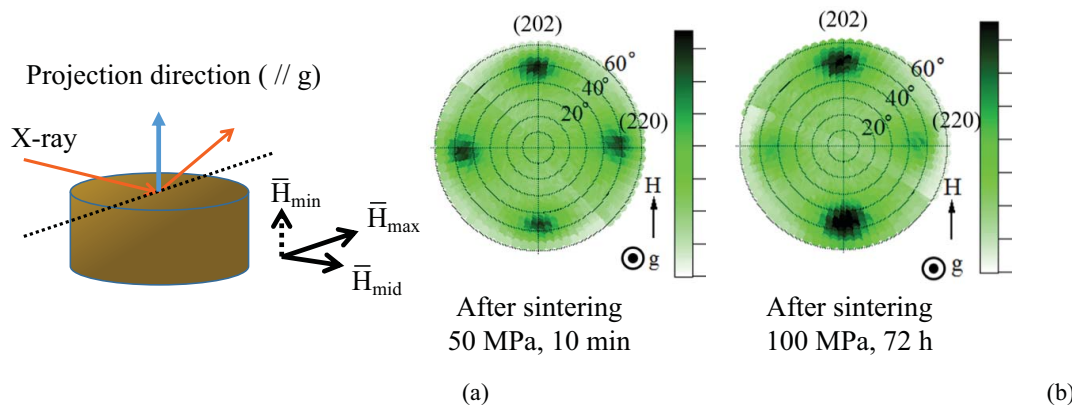 Projection direction ( // g)
X-ray
H̅min
H̅max
H̅mid
(202)
60°
40°
20°
(220)
H
g
After sintering
50 MPa, 10 min
(202)
60°
40°
20°
(220)
H
g
After sintering
100 MPa, 72 h
(a)
(b)